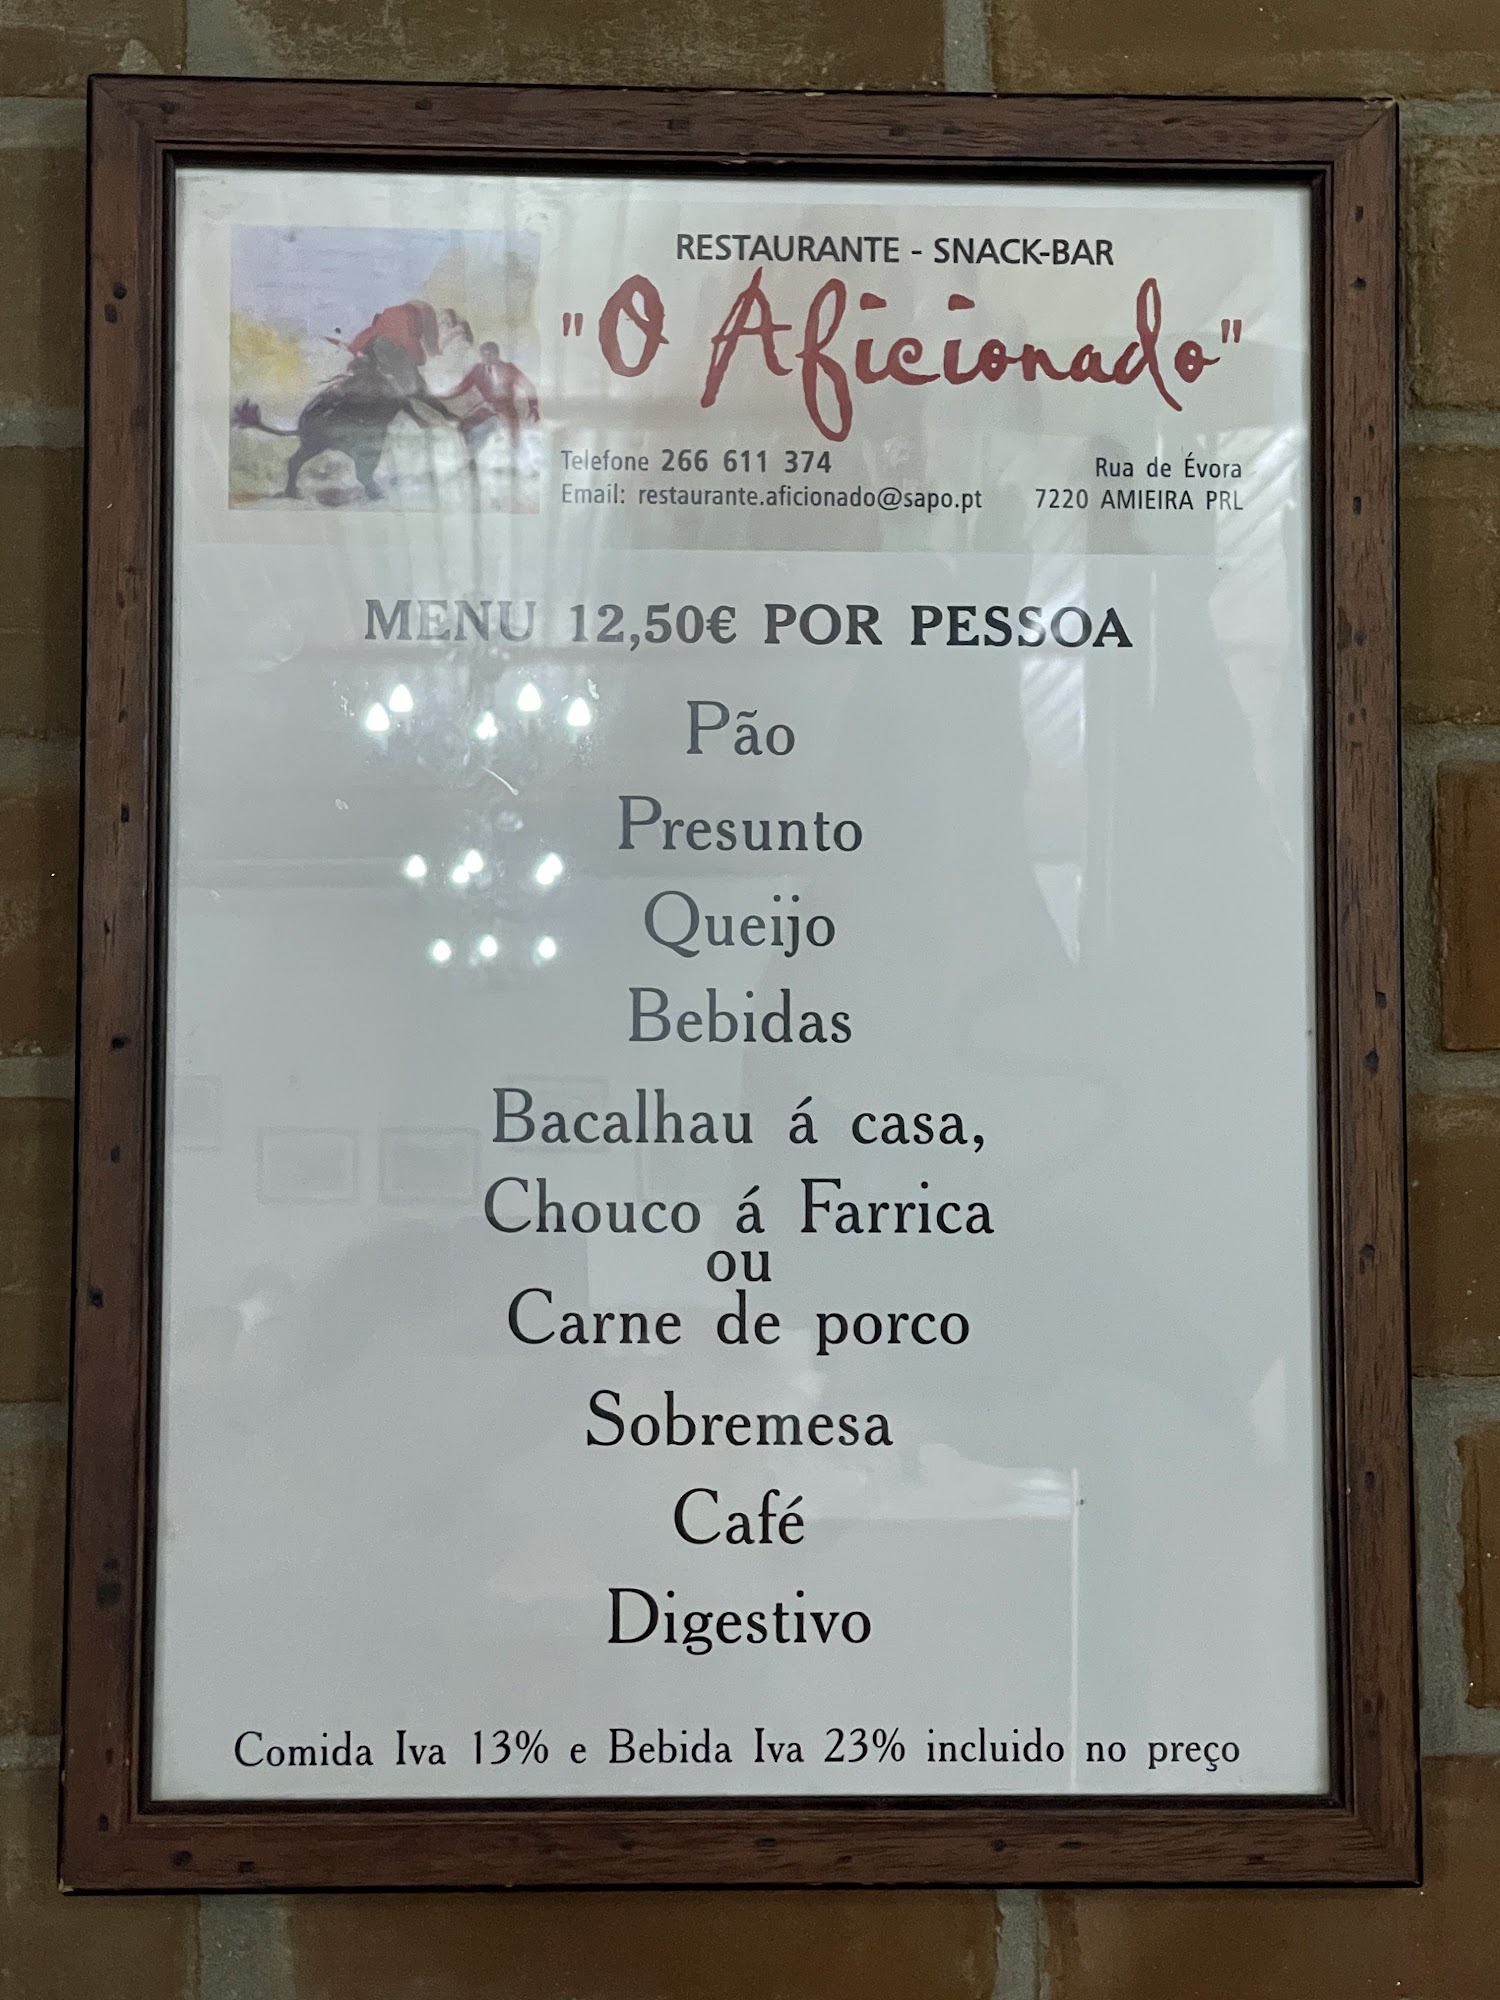 RESTAURANTE - SNACK-BAR
"O Aficionado"
Telefone 266 611 374
Email: restaurante.aficionado@sapo.pt
Rua de Évora
7220 AMIEIRA PRL
MENU 12,50€ POR PESSOA
Pão
Presunto
Queijo
Bebidas
Bacalhau á casa,
Chouco á Farrica
ou
Carne de porco
Sobremesa
Café
Digestivo
Comida Iva 13% e Bebida Iva 23% incluido no preço